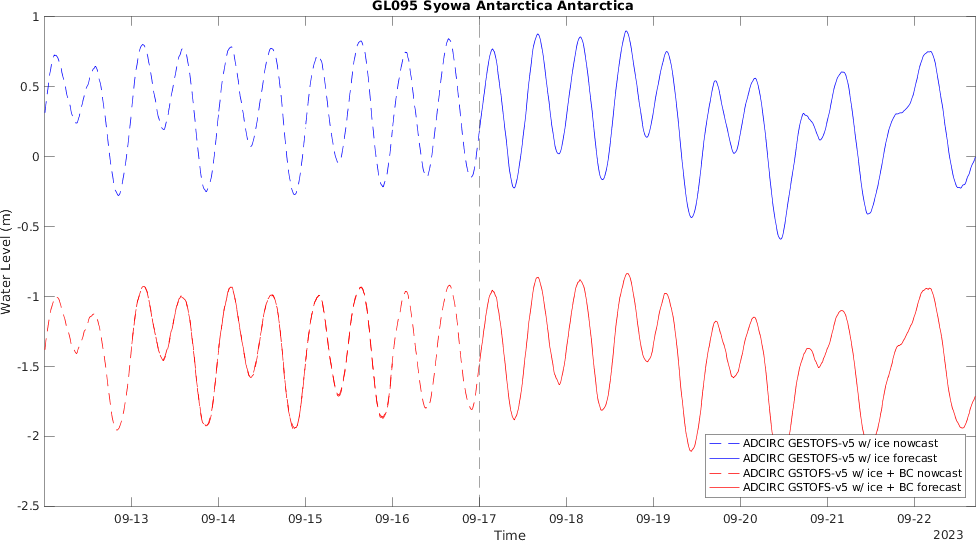 GL095 Syowa Antarctica Antarctica
Water Level (m)
1
0.5
0
-0.5
-1
-1.5
-2
-2.5
ADCIRC GESTOFS-v5 w/ ice nowcast
ADCIRC GESTOFS-v5 w/ ice forecast
ADCIRC GSTOFS-v5 w/ ice + BC nowcast
ADCIRC GSTOFS-v5 w/ ice + BC forecast
09-13 09-14 09-15 09-16 09-17 09-18 09-19 09-20 09-21 09-22
Time
2023